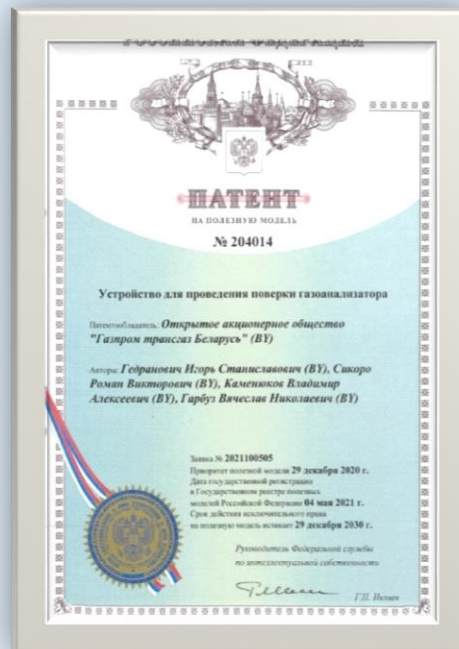 РОССИЙСКАЯ ФЕДЕРАЦИЯ
ПАТЕНТ
НА ПОЛЕЗНУЮ МОДЕЛЬ
№ 204014
Устройство для проведения поверки газоанализатора
Патентообладатель: Открытое акционерное общество
"Газпром трансгаз Беларусь" (BY)
Авторы: Гедранович Игорь Станиславович (BY), Сикоро
Роман Викторович (BY), Каменюков Владимир
Алексеевич (BY), Гарбуз Вячеслав Николаевич (BY)
Заявка № 2021100505
Приоритет полезной модели 29 декабря 2020 г.
Дата государственной регистрации
в Государственном реестре полезных
моделей Российской Федерации 04 мая 2021 г.
Срок действия исключительного права
на полезную модель истекает 29 декабря 2030 г.
Руководитель Федеральной службы
по интеллектуальной собственности
Г.П. Ивлиев